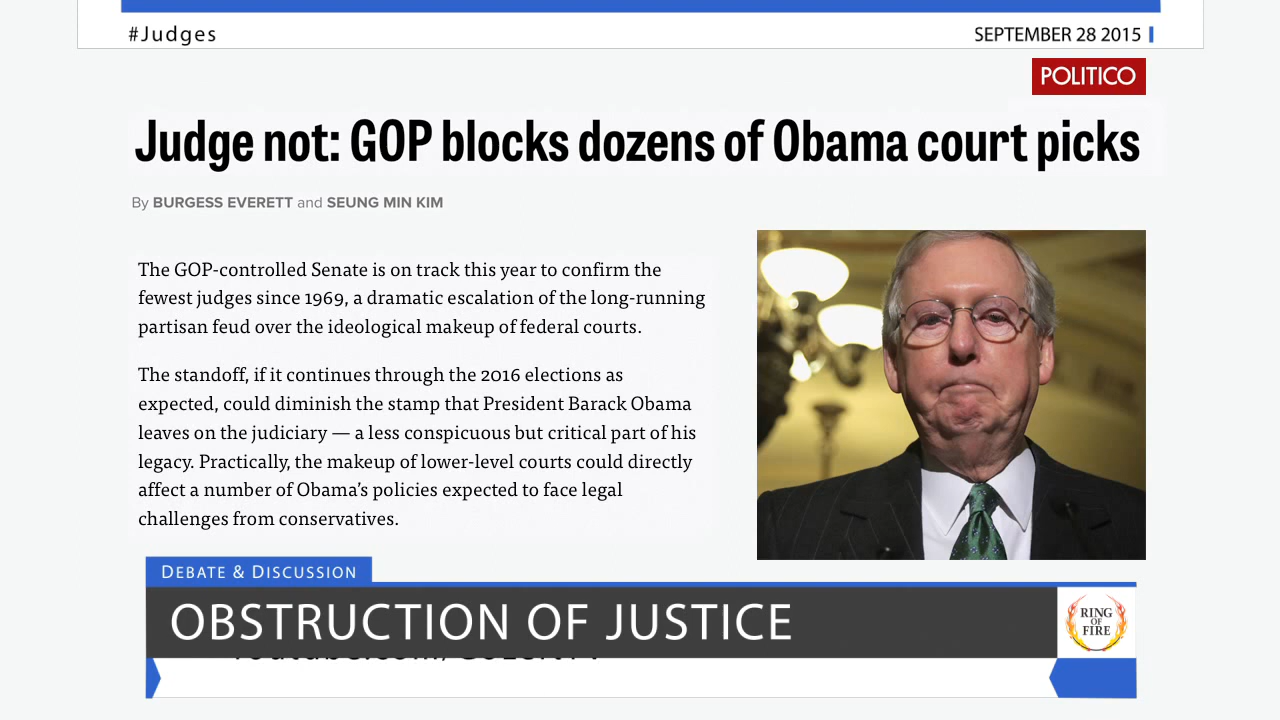 #Judges
SEPTEMBER 28 2015
POLITICO
Judge not: GOP blocks dozens of Obama court picks
By BURGESS EVERETT and SEUNG MIN KIM
The GOP-controlled Senate is on track this year to confirm the
fewest judges since 1969, a dramatic escalation of the long-running
partisan feud over the ideological makeup of federal courts.
The standoff, if it continues through the 2016 elections as
expected, could diminish the stamp that President Barack Obama
leaves on the judiciary — a less conspicuous but critical part of his
legacy. Practically, the makeup of lower-level courts could directly
affect a number of Obama's policies expected to face legal
challenges from conservatives.
DEBATE & DISCUSSION
OBSTRUCTION OF JUSTICE
RING
OF
FIRE